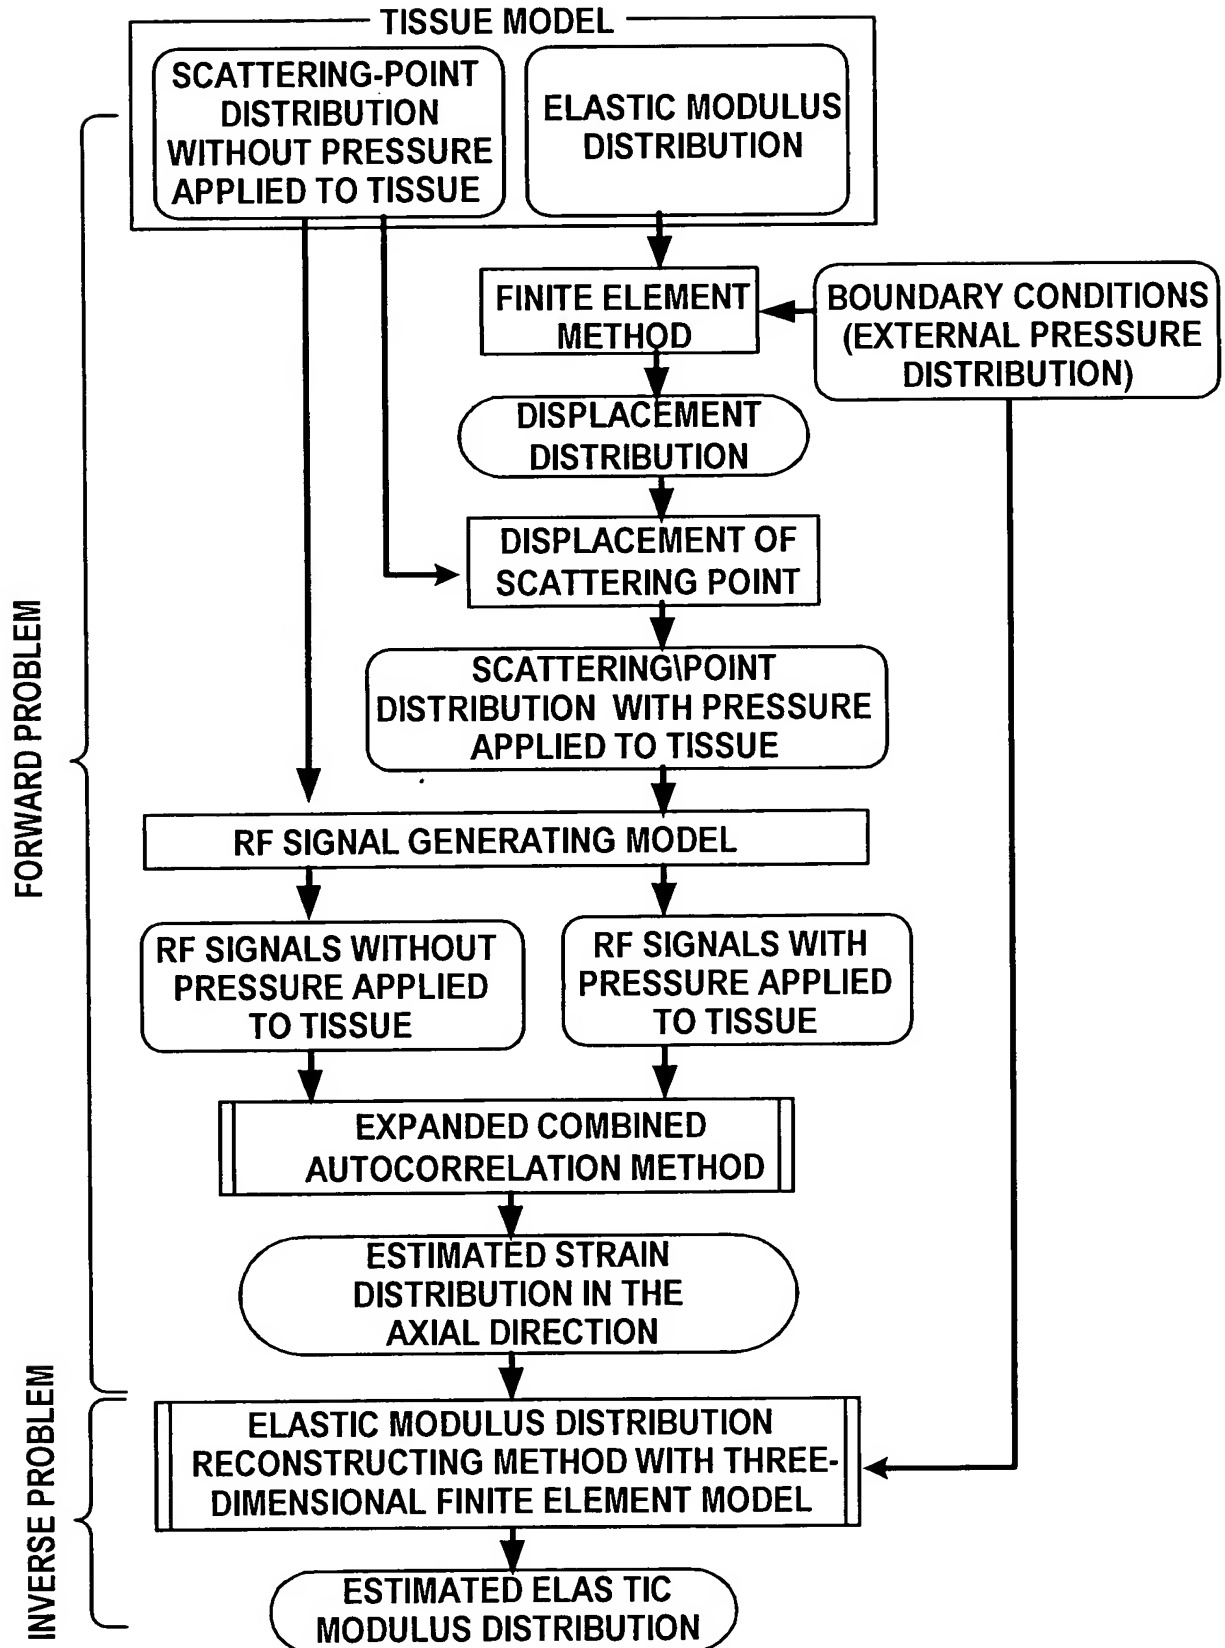 TISSUE MODEL
SCATTERING-POINT
DISTRIBUTION
WITHOUT PRESSURE
APPLIED TO TISSUE
ELASTIC MODULUS
DISTRIBUTION
FINITE ELEMENT
METHOD
BOUNDARY CONDITIONS
(EXTERNAL PRESSURE
DISTRIBUTION)
DISPLACEMENT
DISTRIBUTION
DISPLACEMENT OF
SCATTERING POINT
SCATTERING\POINT
DISTRIBUTION WITH PRESSURE
APPLIED TO TISSUE
FORWARD PROBLEM
RF SIGNAL GENERATING MODEL
RF SIGNALS WITHOUT
PRESSURE APPLIED
TO TISSUE
RF SIGNALS WITH
PRESSURE APPLIED
TO TISSUE
EXPANDED COMBINED
AUTOCORRELATION METHOD
ESTIMATED STRAIN
DISTRIBUTION IN THE
AXIAL DIRECTION
INVERSE PROBLEM
ELASTIC MODULUS DISTRIBUTION
RECONSTRUCTING METHOD WITH THREE-
DIMENSIONAL FINITE ELEMENT MODEL
ESTIMATED ELAS TIC
MODULUS DISTRIBUTION